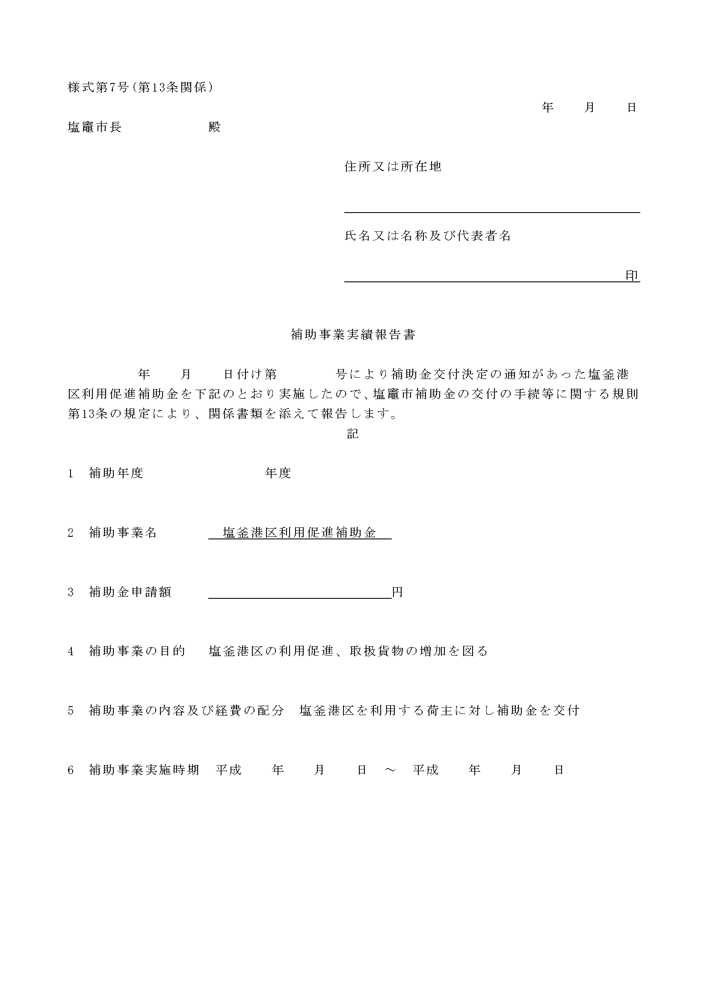 様式第7号(第13条関係)
年　　月　　日
塩竈市長　　　　　　殿
住所又は所在地
氏名又は名称及び代表者名
印
補助事業実績報告書
年　　月　　日付け第　　　　号により補助金交付決定の通知があった塩釜港
区利用促進補助金を下記のとおり実施したので、塩竈市補助金の交付の手続等に関する規則
第13条の規定により、関係書類を添えて報告します。
記
1　補助年度　　　　　　　　年度
2　補助事業名　　　　塩釜港区利用促進補助金
3　補助金申請額　　　　　　　　　　　　　　　円
4　補助事業の目的　塩釜港区の利用促進、取扱貨物の増加を図る
5　補助事業の内容及び経費の配分　塩釜港区を利用する荷主に対し補助金を交付
6　補助事業実施時期　平成　　年　　月　　日　～　平成　　年　　月　　日